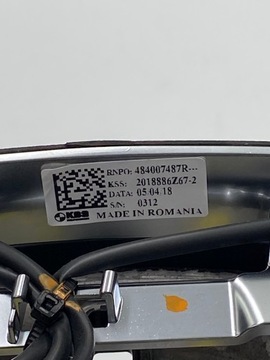 RNPO: 484007487R---
KSS: 2018886Z67-2
DATA: 05.04.18
S/N: 0312
KSS MADE IN ROMANIA